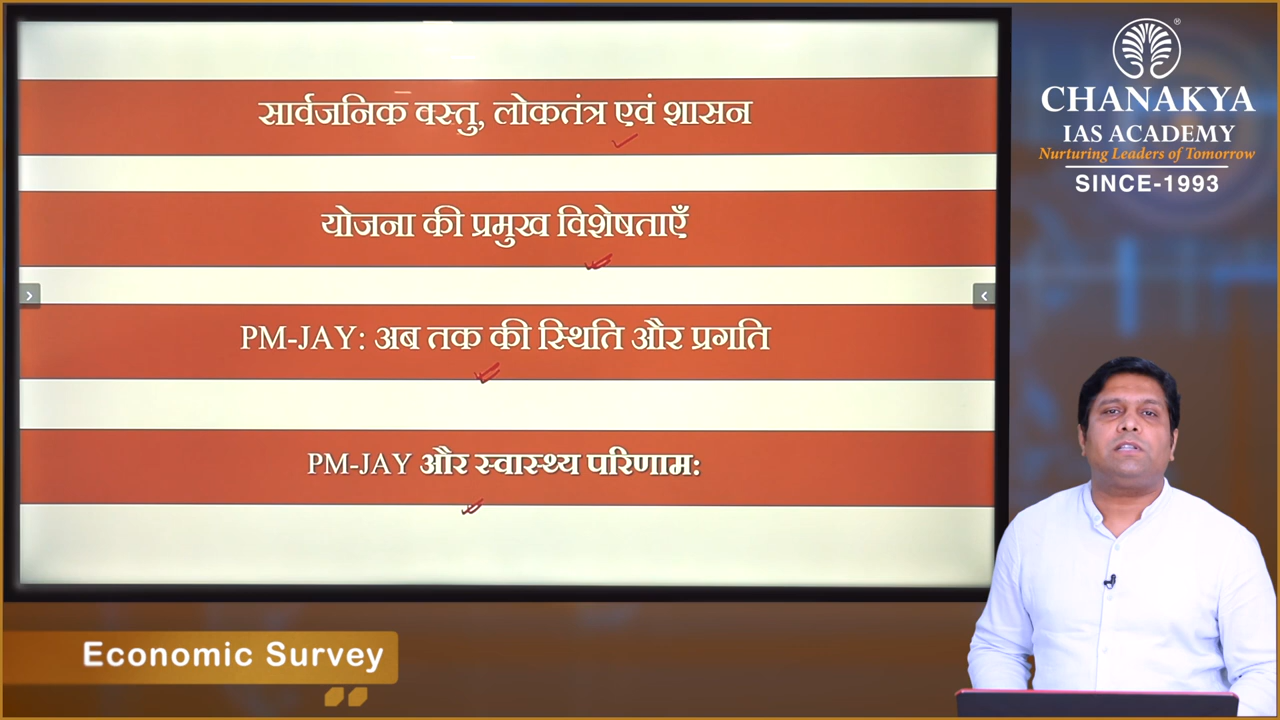 सार्वजनिक वस्तु, लोकतंत्र एवं शासन
योजना की प्रमुख विशेषताएँ
PM-JAY: अब तक की स्थिति और प्रगति
PM-JAY और स्वास्थ्य परिणाम:
CHANAKYA
IAS ACADEMY
Nurturing Leaders of Tomorrow
SINCE-1993
Economic Survey